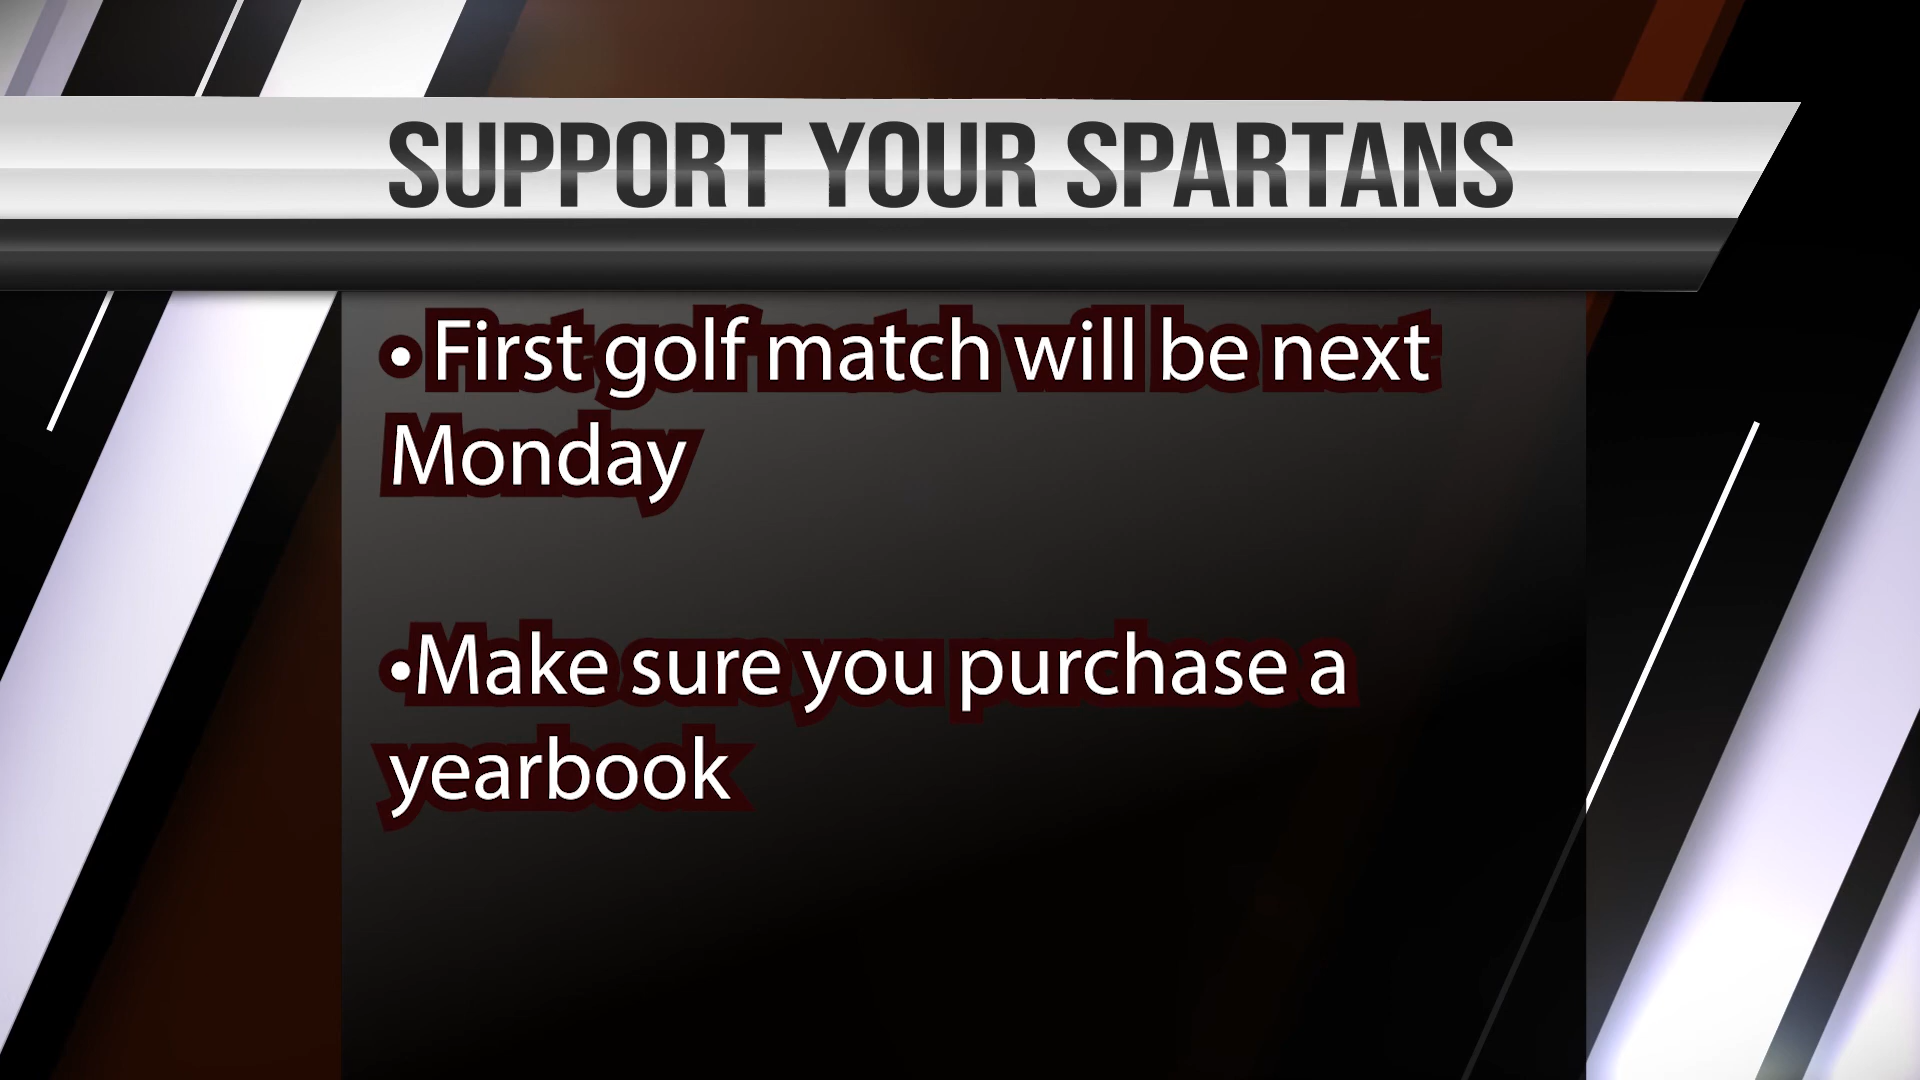 SUPPORT YOUR SPARTANS
• First golf match will be next
Monday
•Make sure you purchase a
yearbook